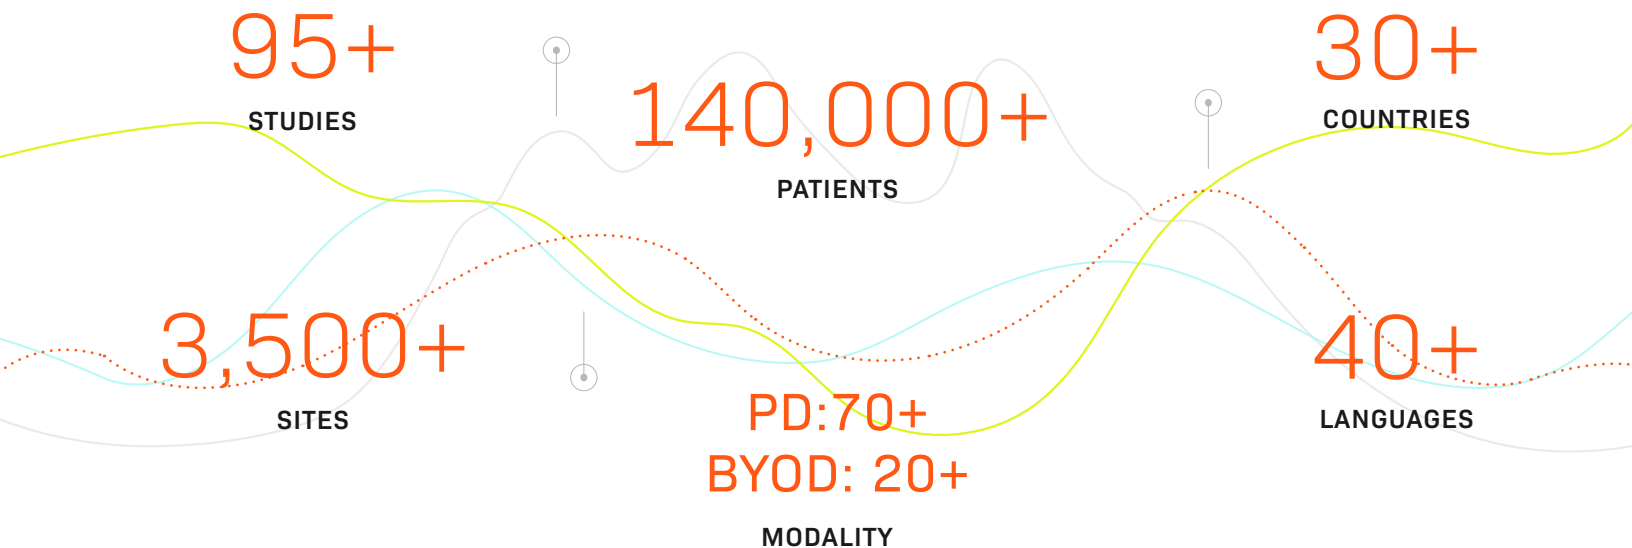 95+
STUDIES
140,000+
PATIENTS
30+
COUNTRIES
3,500+
SITES
PD:70+
BYOD: 20+
MODALITY
40+
LANGUAGES